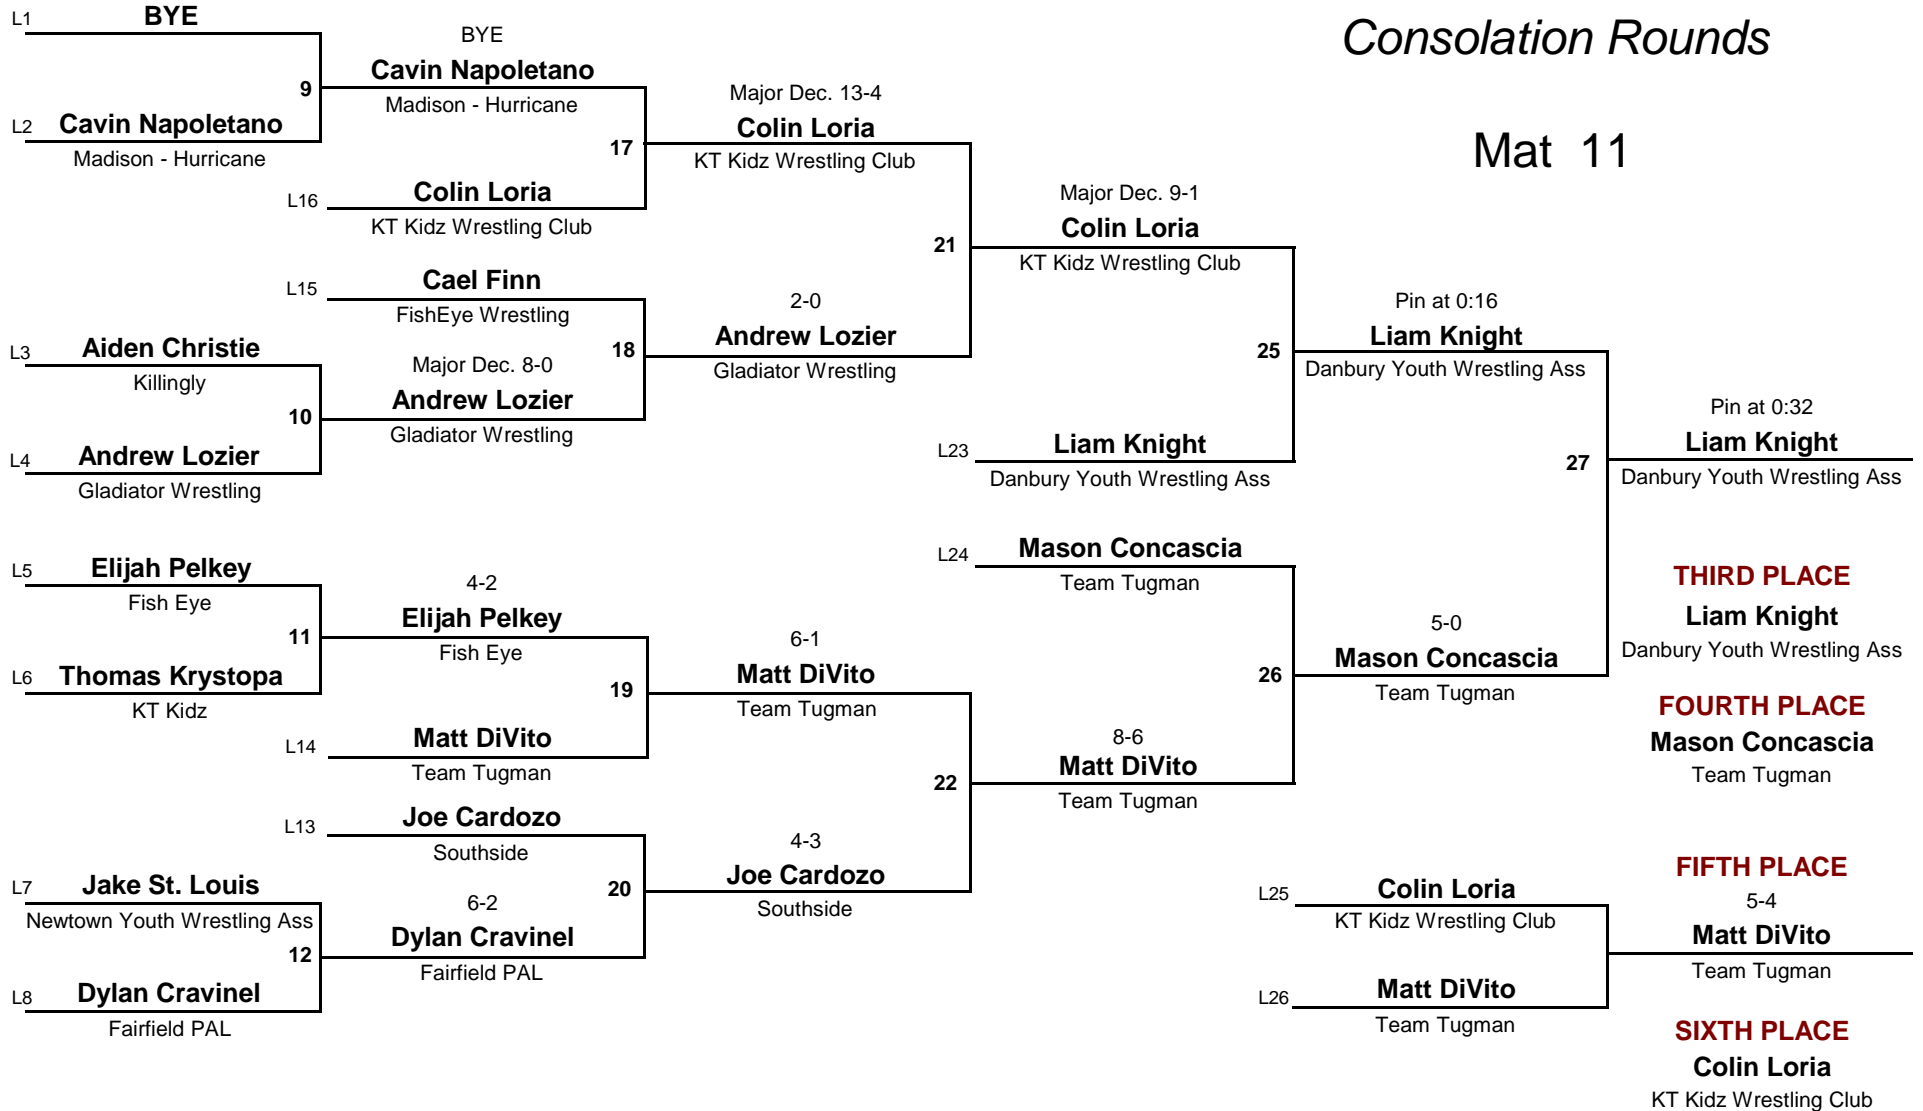 Consolation Rounds
Mat 11
L1 BYE
9
L2 Cavin Napoletano
Madison - Hurricane
L3 Aiden Christie
Killingly
10
L4 Andrew Lozier
Gladiator Wrestling
L5 Elijah Pelkey
Fish Eye
11
L6 Thomas Krystopa
KT Kidz
L7 Jake St. Louis
Newtown Youth Wrestling Ass
12
L8 Dylan Cravinel
Fairfield PAL
BYE
Cavin Napoletano
Madison - Hurricane
17
L16 Colin Loria
KT Kidz Wrestling Club
L15 Cael Finn
FishEye Wrestling
18
Major Dec. 8-0
Andrew Lozier
Gladiator Wrestling
4-2
Elijah Pelkey
Fish Eye
19
L14 Matt DiVito
Team Tugman
L13 Joe Cardozo
Southside
20
6-2
Dylan Cravinel
Fairfield PAL
Major Dec. 13-4
Colin Loria
KT Kidz Wrestling Club
21
2-0
Andrew Lozier
Gladiator Wrestling
6-1
Matt DiVito
Team Tugman
22
4-3
Joe Cardozo
Southside
Major Dec. 9-1
Colin Loria
KT Kidz Wrestling Club
25
L23 Liam Knight
Danbury Youth Wrestling Ass
L24 Mason Concascia
Team Tugman
26
8-6
Matt DiVito
Team Tugman
Pin at 0:16
Liam Knight
Danbury Youth Wrestling Ass
27
5-0
Mason Concascia
Team Tugman
L25 Colin Loria
KT Kidz Wrestling Club
L26 Matt DiVito
Team Tugman
Pin at 0:32
Liam Knight
Danbury Youth Wrestling Ass
THIRD PLACE
Liam Knight
Danbury Youth Wrestling Ass
FOURTH PLACE
Mason Concascia
Team Tugman
FIFTH PLACE
5-4
Matt DiVito
Team Tugman
SIXTH PLACE
Colin Loria
KT Kidz Wrestling Club